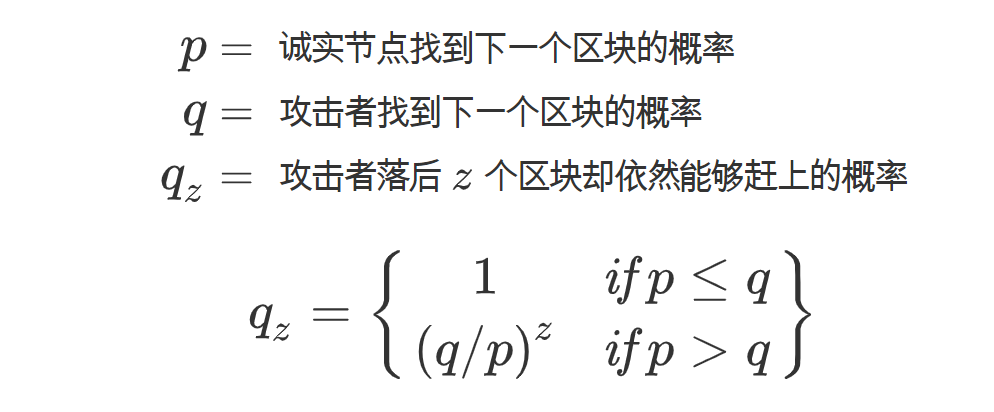 p = 诚实节点找到下一个区块的概率
q = 攻击者找到下一个区块的概率
q_z = 攻击者落后 z 个区块却依然能够赶上的概率
q_z = { 1 if p ≤ q
(q/p)^z if p > q }